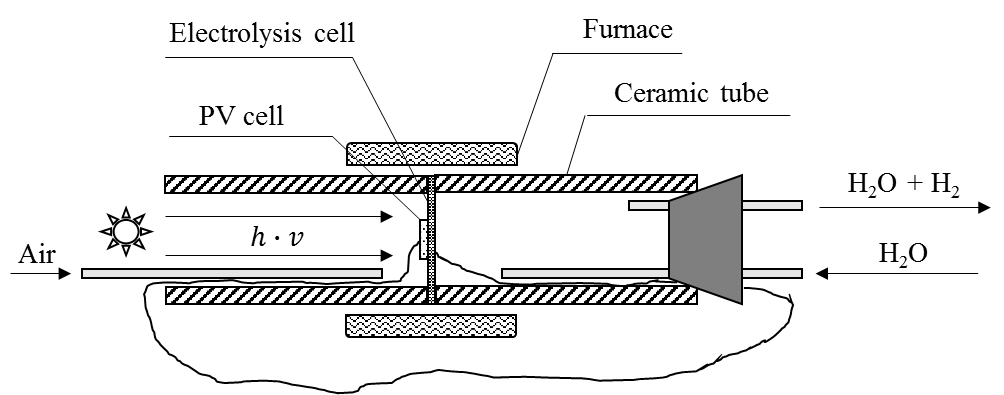 Electrolysis cell
Furnace
PV cell
Ceramic tube
h · ν
Air
H₂O + H₂
H₂O